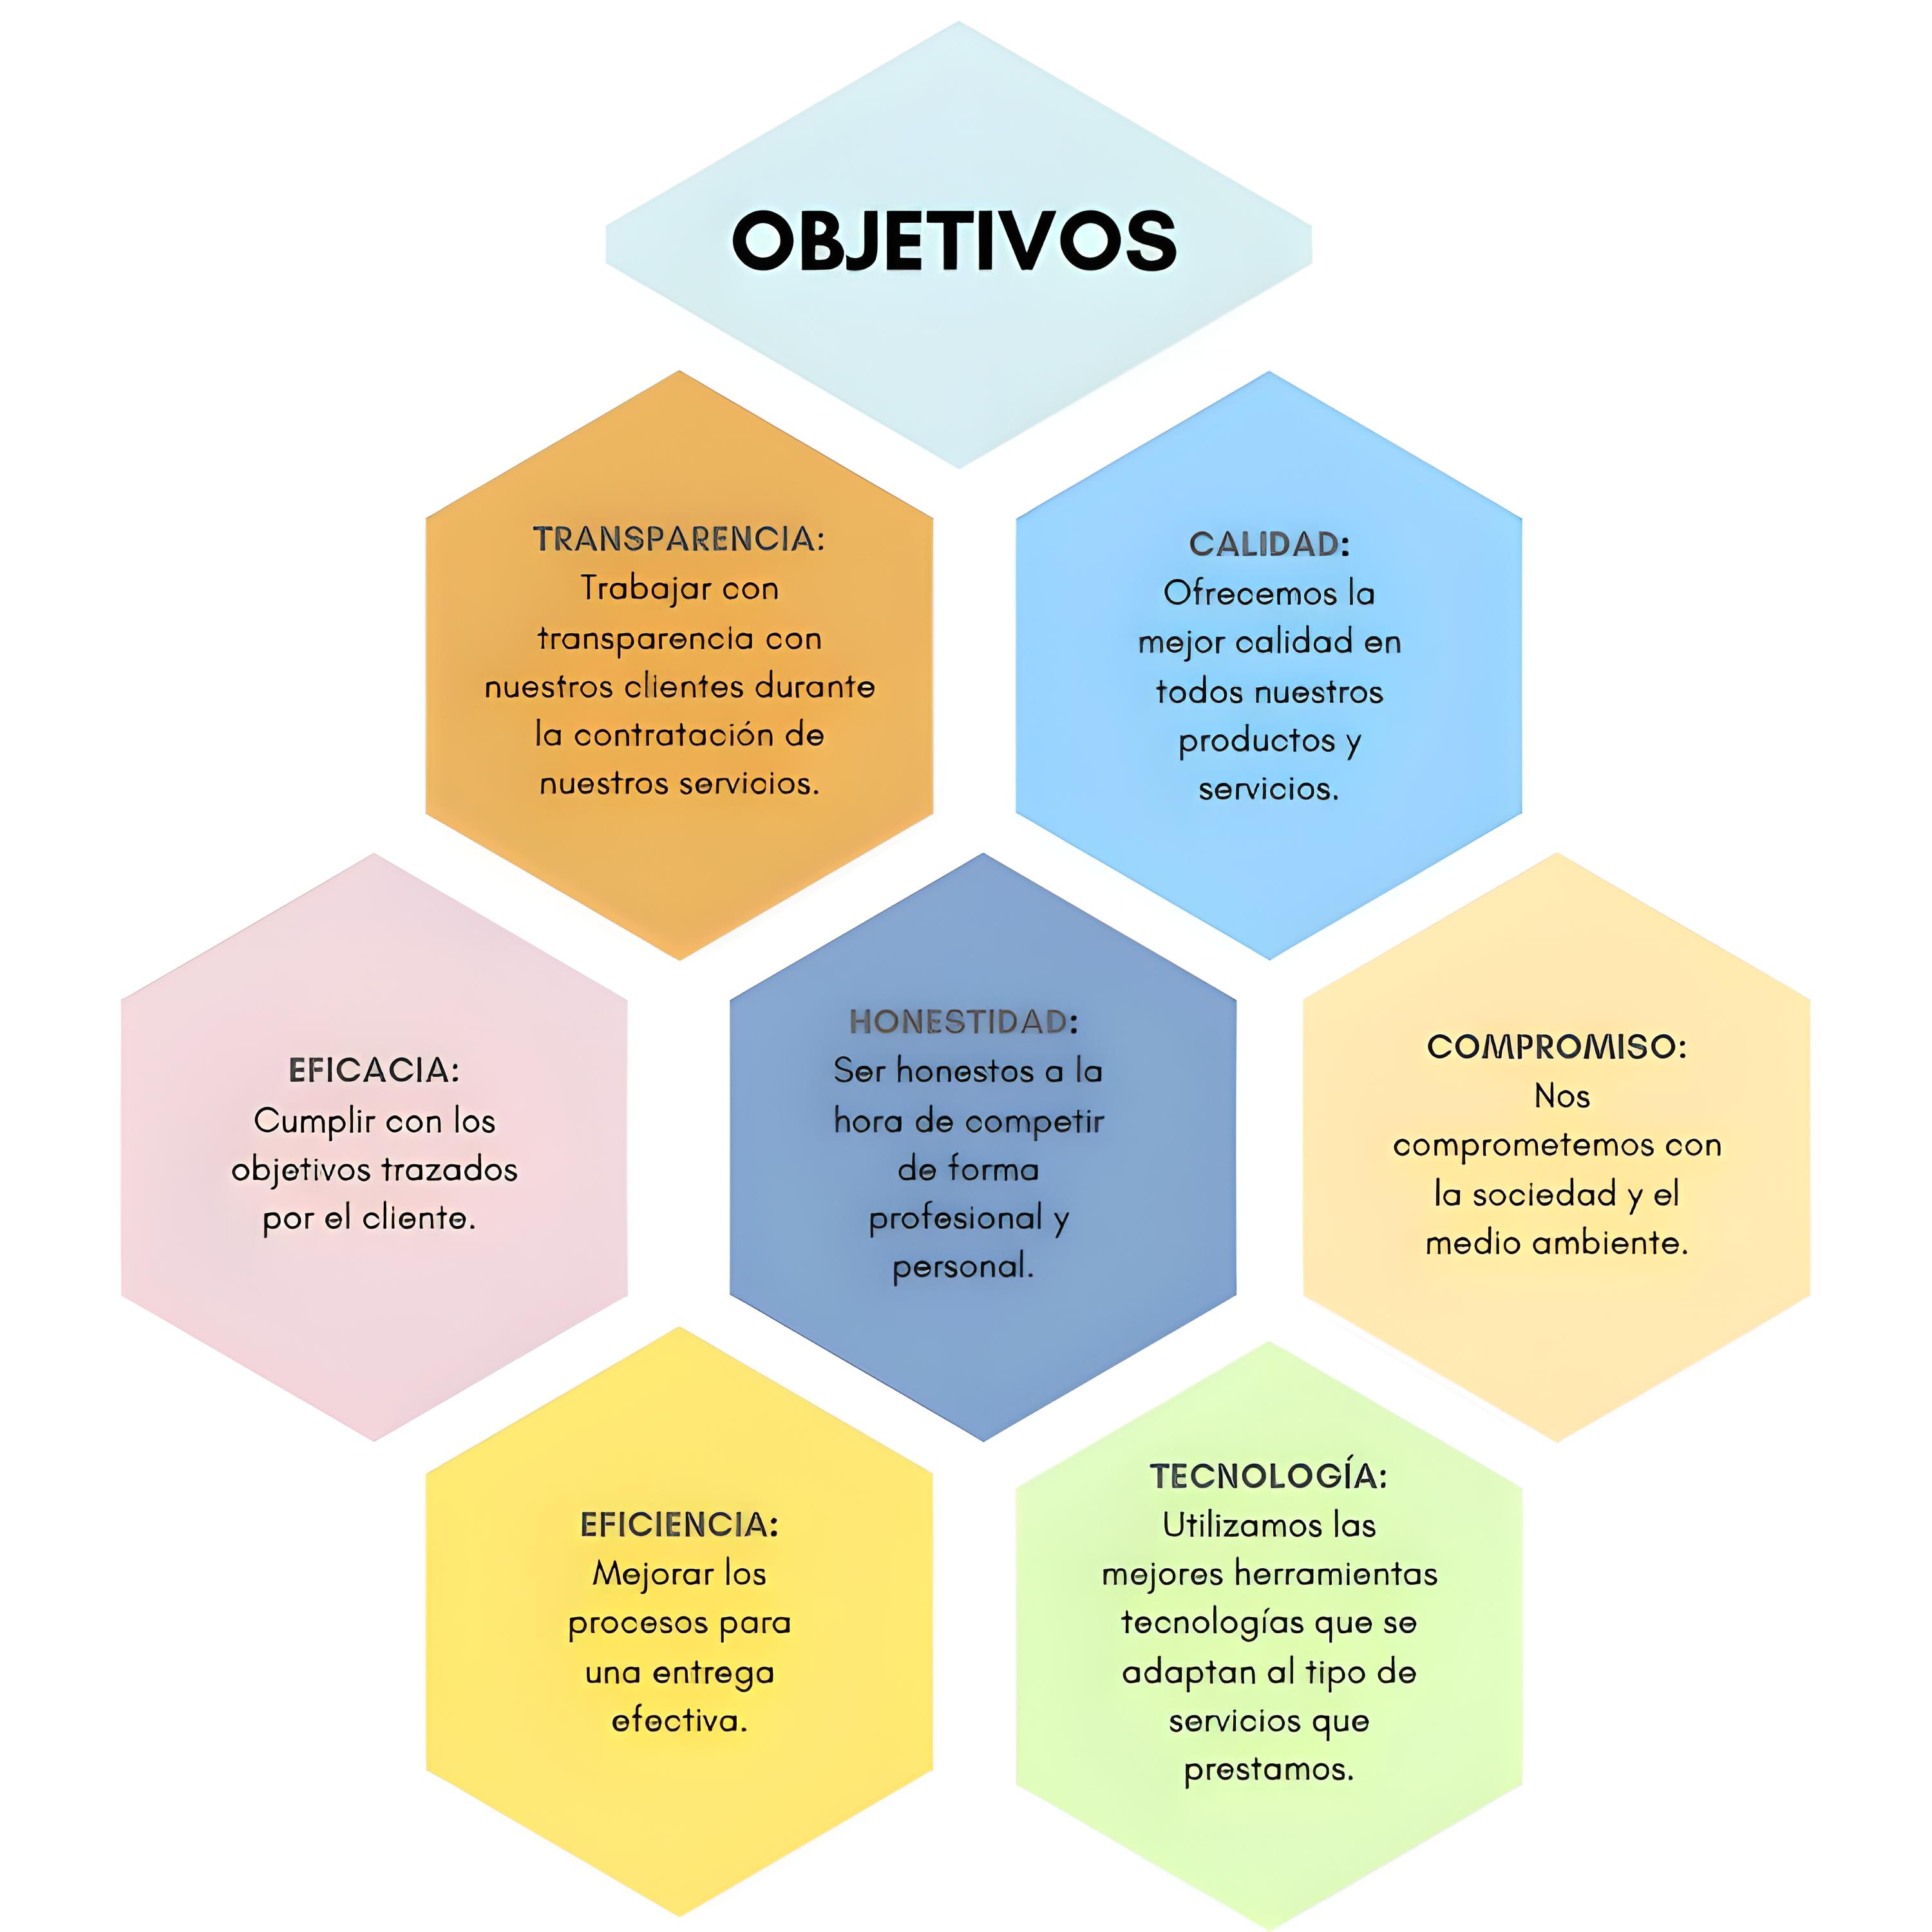 OBJETIVOS
TRANSPARENCIA:
Trabajar con
transparencia con
nuestros clientes durante
la contratación de
nuestros servicios.
CALIDAD:
Ofrecemos la
mejor calidad en
todos nuestros
productos y
servicios.
EFICACIA:
Cumplir con los
objetivos trazados
por el cliente.
HONESTIDAD:
Ser honestos a la
hora de competir
de forma
profesional y
personal.
COMPROMISO:
Nos
comprometemos con
la sociedad y el
medio ambiente.
EFICIENCIA:
Mejorar los
procesos para
una entrega
efectiva.
TECNOLOGÍA:
Utilizamos las
mejores herramientas
tecnologías que se
adaptan al tipo de
servicios que
prestamos.